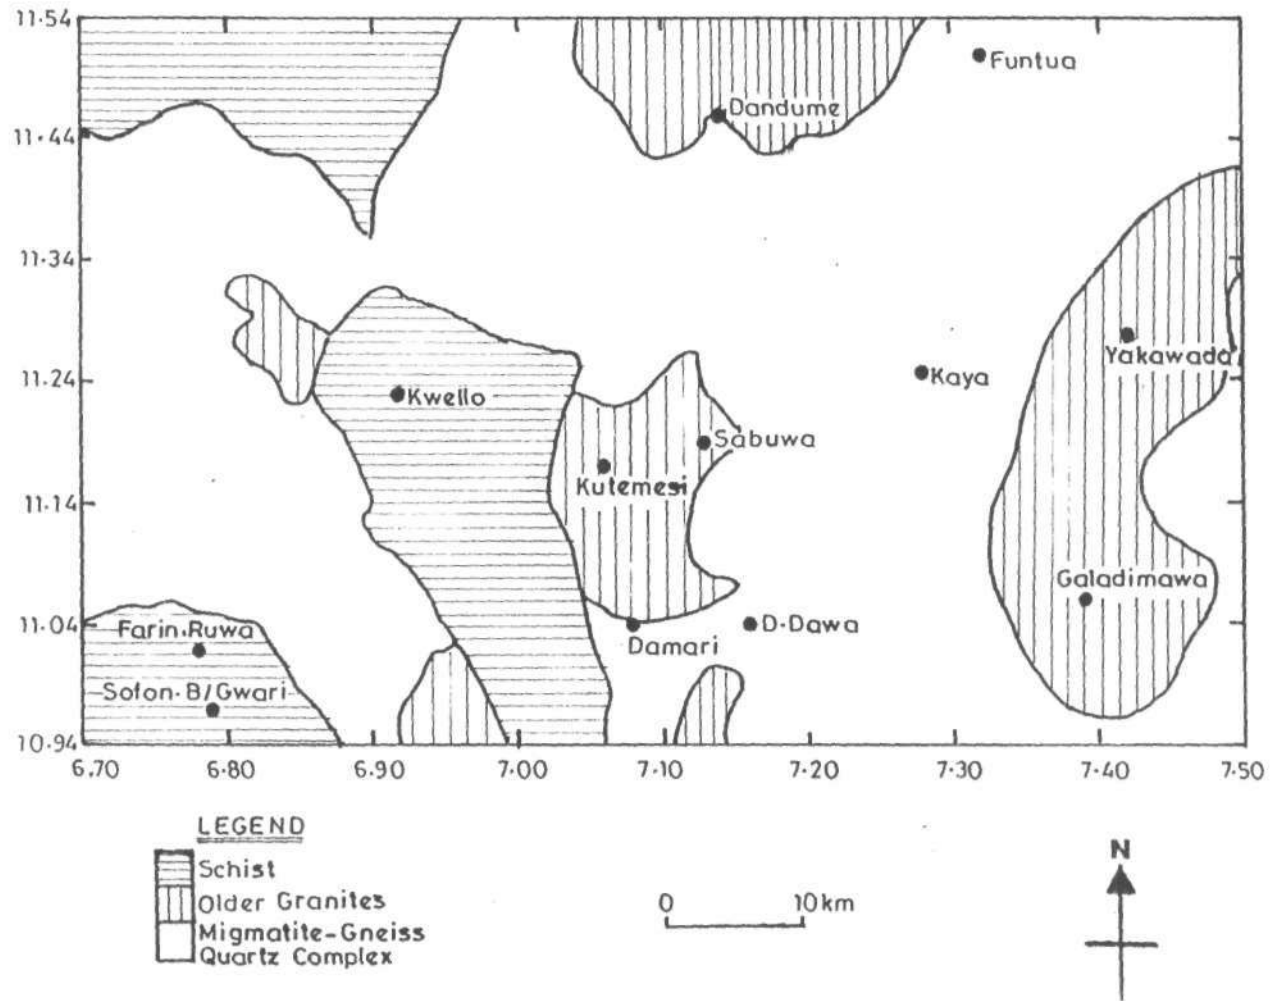 11·54
Funtua
Dandume
11·44
11·34
Yakawada
11·24
Kaya
Kwello
Sabuwa
Kutemesi
11·14
Galadimawa
11·04
Farin.Ruwa
D-Dawa
Damari
Sofon.B/Gwari
10·94
6.70
6.80
6.90
7.00
7.10
7.20
7.30
7.40
7.50
LEGEND
Schist
Older Granites
Migmatite-Gneiss
Quartz Complex
0
10km
N